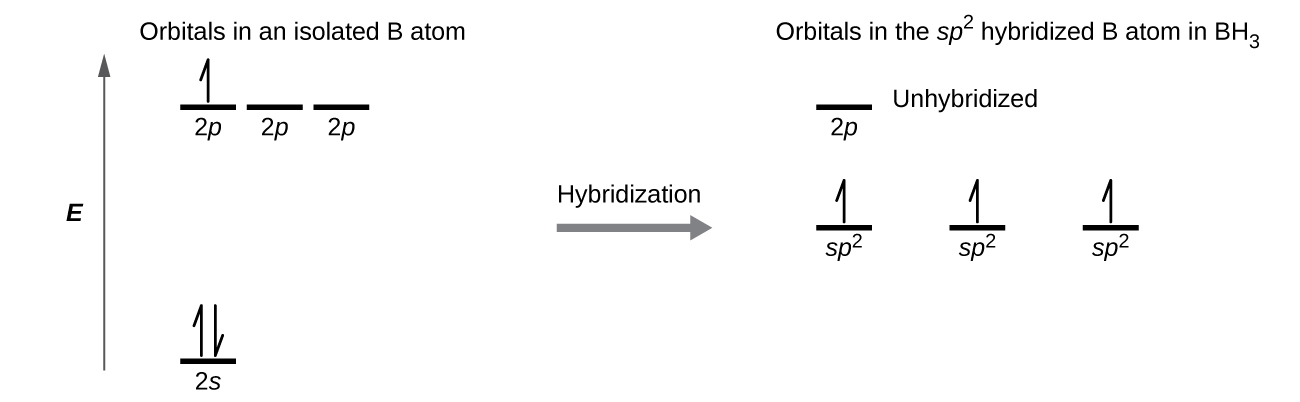 Orbitals in an isolated B atom
2p 2p 2p
E
2s
Hybridization
Orbitals in the sp² hybridized B atom in BH₃
Unhybridized
2p
sp² sp² sp²